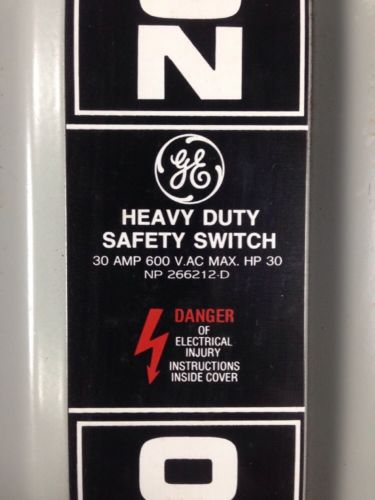 ON
GE
HEAVY DUTY
SAFETY SWITCH
30 AMP 600 V.AC MAX. HP 30
NP 266212-D
DANGER
OF
ELECTRICAL
INJURY
INSTRUCTIONS
INSIDE COVER
O